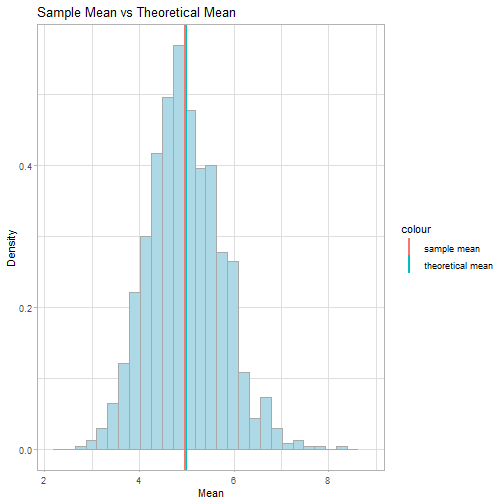 Sample Mean vs Theoretical Mean
Density
0.4
0.2
0.0
2 4 6 8
Mean
colour
sample mean
theoretical mean